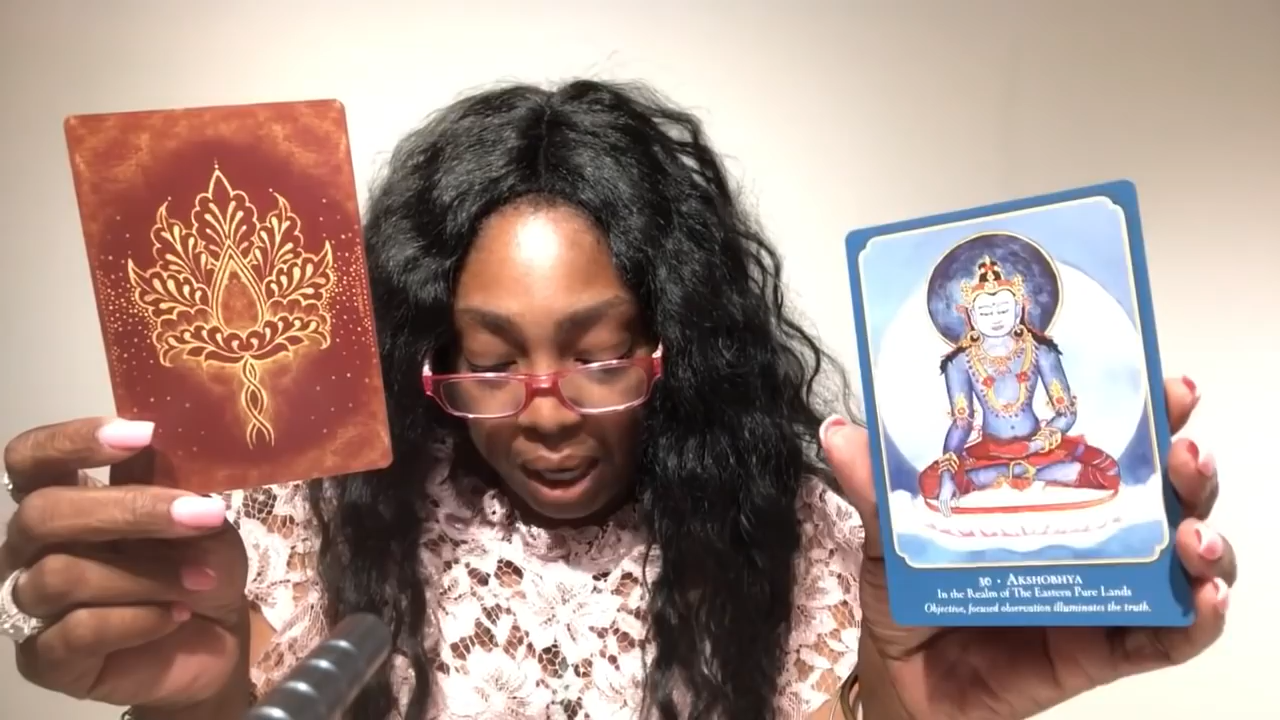 30 · AKSHOBHYA
In the Realm of The Eastern Pure Lands
Objective, focused observation illuminates the truth.